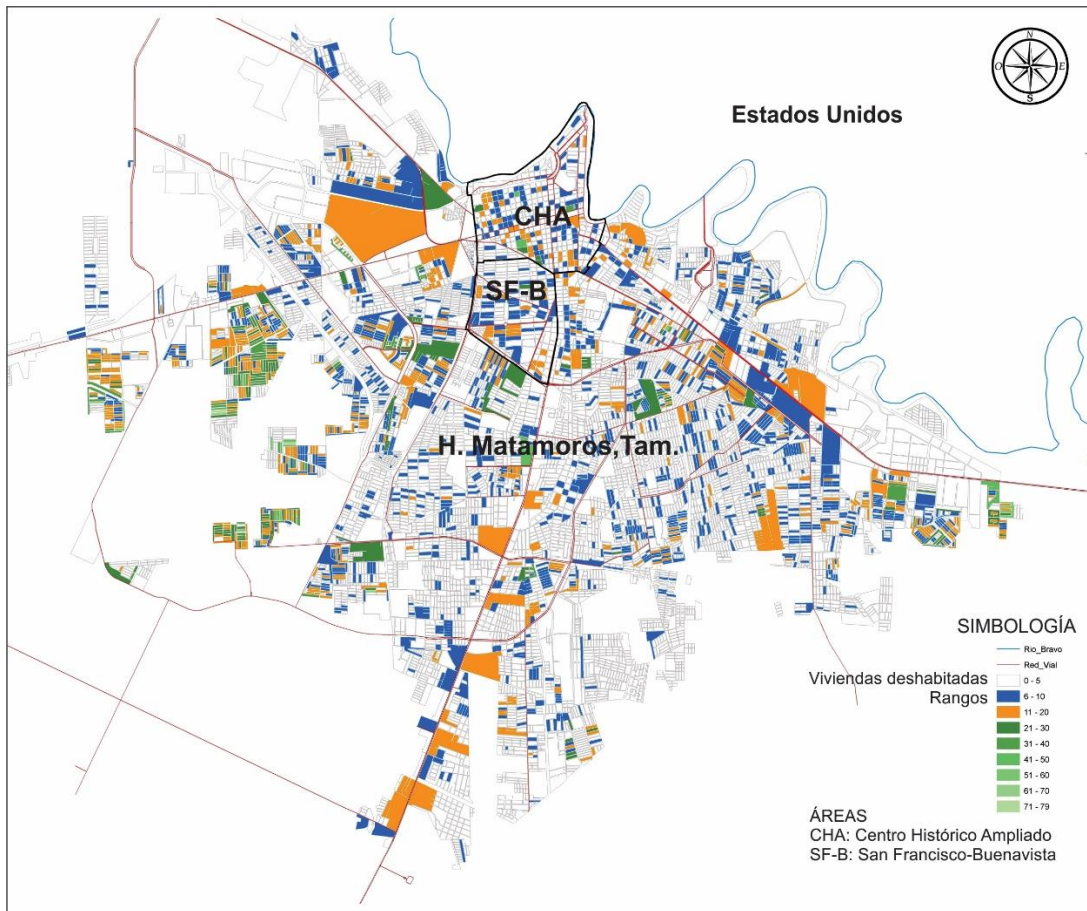 N
O
E
S
Estados Unidos
CHA
SF-B
H. Matamoros,Tam.
SIMBOLOGÍA
Rio_Bravo
Red_Vial
Viviendas deshabitadas
Rangos
0 - 5
6 - 10
11 - 20
21 - 30
31 - 40
41 - 50
51 - 60
61 - 70
71 - 79
ÁREAS
CHA: Centro Histórico Ampliado
SF-B: San Francisco-Buenavista